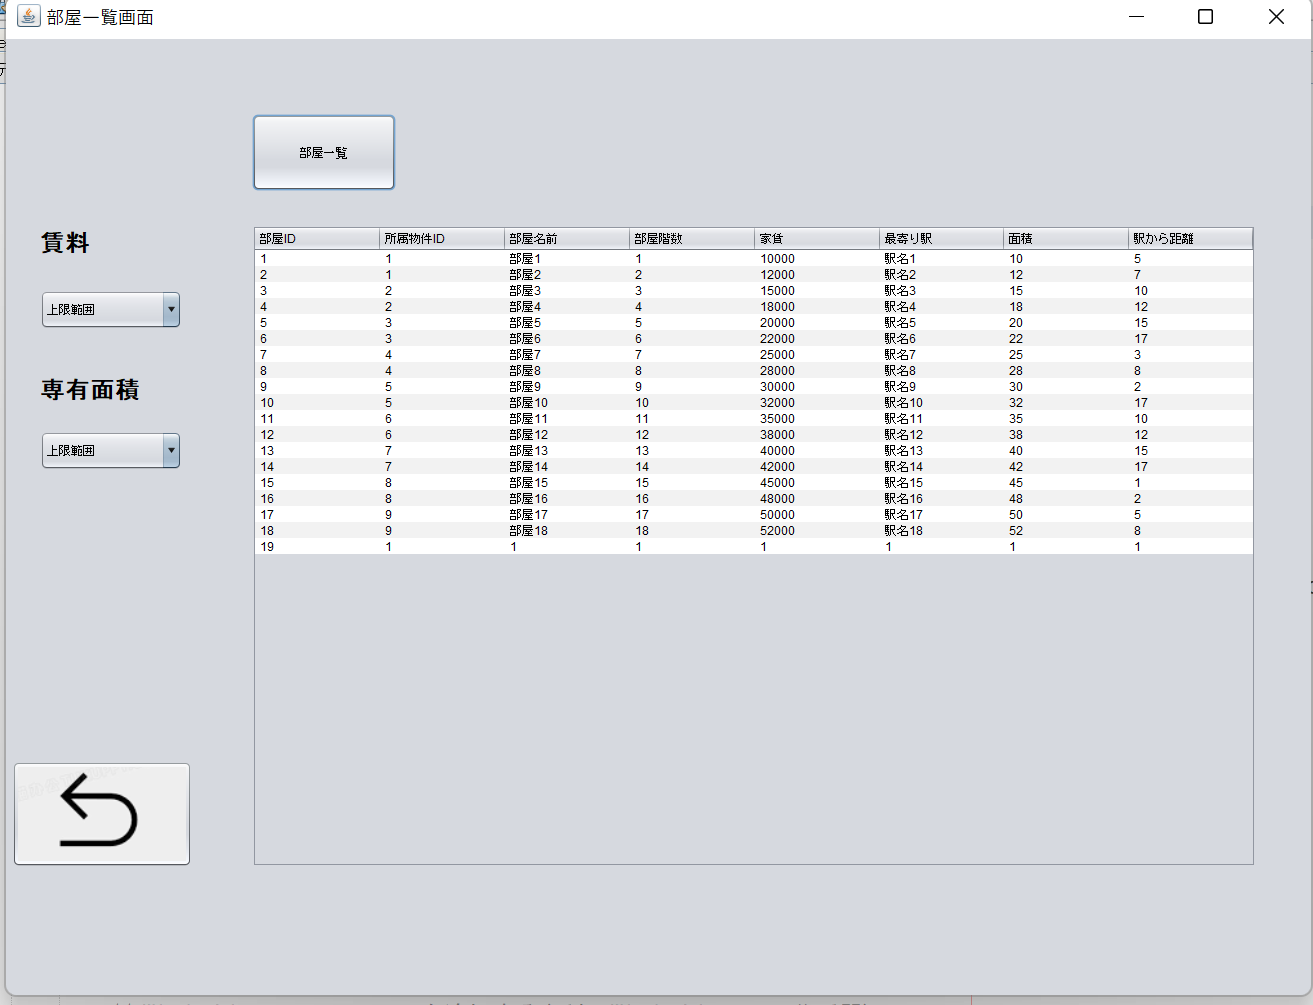 部屋一覧画面
部屋一覧
賃料
上限範囲
専有面積
上限範囲
部屋ID 所属物件ID 部屋名前 部屋階数 家賃 最寄り駅 面積 駅から距離
1 1 部屋1 1 10000 駅名1 10 5
2 1 部屋2 2 12000 駅名2 12 7
3 2 部屋3 3 15000 駅名3 15 10
4 2 部屋4 4 18000 駅名4 18 12
5 3 部屋5 5 20000 駅名5 20 15
6 3 部屋6 6 22000 駅名6 22 17
7 4 部屋7 7 25000 駅名7 25 3
8 4 部屋8 8 28000 駅名8 28 8
9 5 部屋9 9 30000 駅名9 30 2
10 5 部屋10 10 32000 駅名10 32 17
11 6 部屋11 11 35000 駅名11 35 10
12 6 部屋12 12 38000 駅名12 38 12
13 7 部屋13 13 40000 駅名13 40 15
14 7 部屋14 14 42000 駅名14 42 17
15 8 部屋15 15 45000 駅名15 45 1
16 8 部屋16 16 48000 駅名16 48 2
17 9 部屋17 17 50000 駅名17 50 5
18 9 部屋18 18 52000 駅名18 52 8
19 1 1 1 1 1 1 1